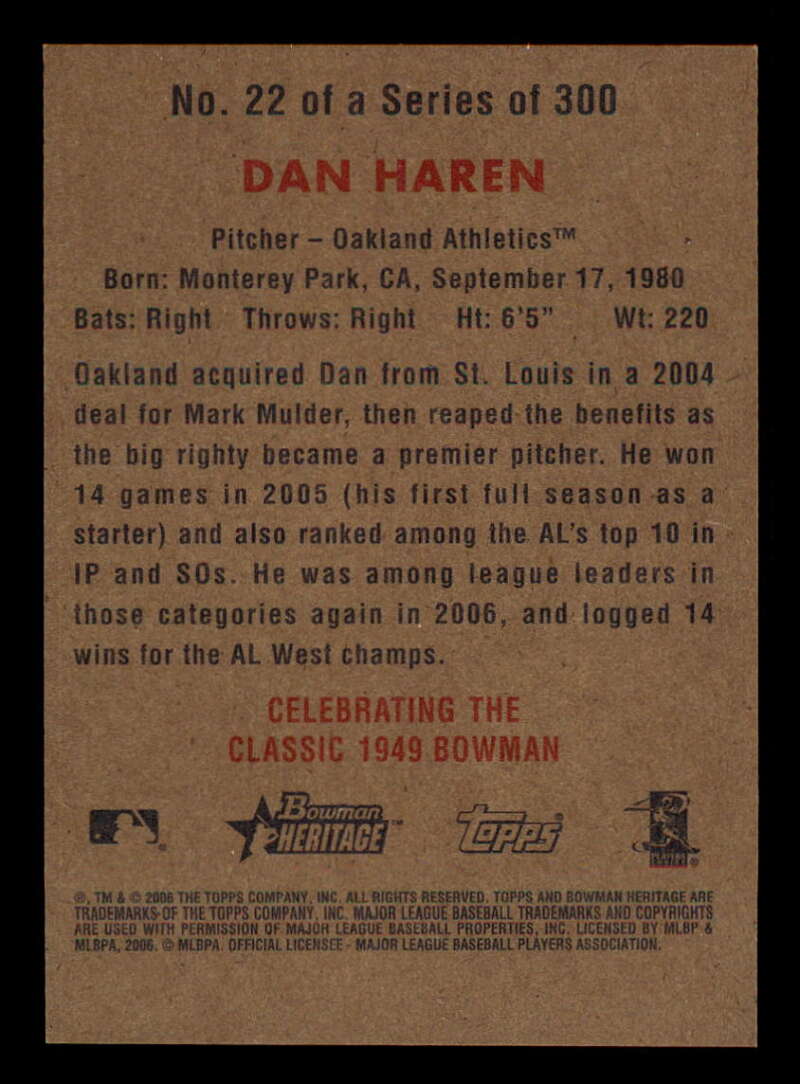 No. 22 of a Series of 300
DAN HAREN
Pitcher – Oakland Athletics™
Born: Monterey Park, CA, September 17, 1980
Bats: Right Throws: Right Ht: 6'5" Wt: 220
Oakland acquired Dan from St. Louis in a 2004
deal for Mark Mulder, then reaped the benefits as
the big righty became a premier pitcher. He won
14 games in 2005 (his first full season as a
starter) and also ranked among the AL's top 10 in
IP and SOs. He was among league leaders in
those categories again in 2006, and logged 14
wins for the AL West champs.
CELEBRATING THE
CLASSIC 1949 BOWMAN
Bowman
HERITAGE™
Topps
®, TM & © 2006 THE TOPPS COMPANY, INC. ALL RIGHTS RESERVED. TOPPS AND BOWMAN HERITAGE ARE
TRADEMARKS OF THE TOPPS COMPANY, INC. MAJOR LEAGUE BASEBALL TRADEMARKS AND COPYRIGHTS
ARE USED WITH PERMISSION OF MAJOR LEAGUE BASEBALL PROPERTIES, INC. LICENSED BY MLBP &
MLBPA, 2006. © MLBPA. OFFICIAL LICENSEE - MAJOR LEAGUE BASEBALL PLAYERS ASSOCIATION.